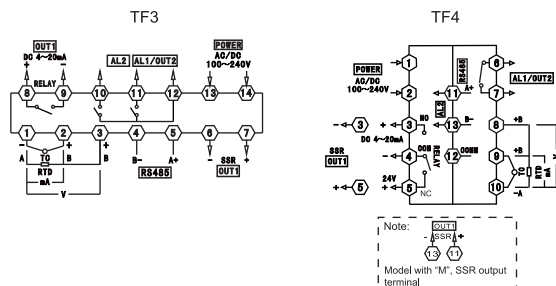 TF3
OUT1
DC 4~20mA
+ -
RELAY
AL2 AL1/OUT2
POWER
AC/DC
100~240V
8 9 10 11 12 13 14
1 2 3 4 5 6 7
- + +
A TC B B
RTD
mA
V
B- A+
RS485
- SSR +
OUT1
TF4
POWER
AC/DC
100~240V
1
2
3
4
5
6
7
8
9
10
11
12
13
RS485
A+
B-
AL2
COMM
AL1/OUT2
- 3
+
NO
DC 4~20mA
SSR
OUT1
-
COM
RELAY
+ 5
24V
+
NC
+B
+B
TC
RTD
mA
V
-A
Note:
OUT1
- SSR +
13 11
Model with "M", SSR output
terminal